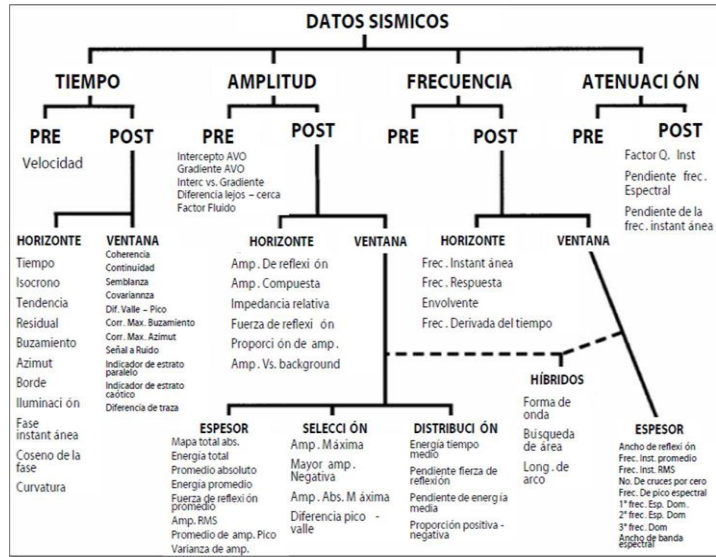 DATOS SISMICOS
TIEMPO
AMPLITUD
FRECUENCIA
ATENUACI ÓN
PRE
POST
PRE
POST
PRE
POST
PRE
POST
Velocidad
Intercepto AVO
Gradiente AVO
Interc vs. Gradiente
Diferencia lejos – cerca
Factor Fluido
Factor Q. Inst
Pendiente frec.
Espectral
Pendiente de la
frec. instant ánea
HORIZONTE
Tiempo
Isocrono
Tendencia
Residual
Buzamiento
Azimut
Borde
Iluminaci ón
Fase
instant ánea
Coseno de la
fase
Curvatura
VENTANA
Coherencia
Continuidad
Semblanza
Covariannza
Dif. Valle – Pico
Corr. Max. Buzamiento
Corr. Max. Azimut
Señal a Ruido
Indicador de estrato
paralelo
Indicador de estrato
caótico
Diferencia de traza
HORIZONTE
Amp. De reflexi ón
Amp. Compuesta
Impedancia relativa
Fuerza de reflexi ón
Proporci ón de amp.
Amp. Vs. background
VENTANA
HORIZONTE
Frec. Instant ánea
Frec. Respuesta
Envolvente
Frec. Derivada del tiempo
VENTANA
HÍBRIDOS
Forma de
onda
Búsqueda
de área
Long. de
arco
ESPESOR
Mapa total abs.
Energía total
Promedio absoluto
Energía promedio
Fuerza de reflexi ón
promedio
Amp. RMS
Promedio de amp. Pico
Varianza de amp.
SELECCI ÓN
Amp. Máxima
Mayor amp.
Negativa
Amp. Abs. M áxima
Diferencia pico -
valle
DISTRIBUCI ÓN
Energía tiempo
medio
Pendiente fierza de
reflexión
Pendiente de energ ía
media
Proporción positiva -
negativa
ESPESOR
Ancho de reflexi ón
Frec. Inst. promedio
Frec. Inst. RMS
No. De cruces por cero
Frec. De pico espectral
1° frec. Esp. Dom.
2° frec. Esp. Dom
3° frec. Dom
Ancho de banda
espectral